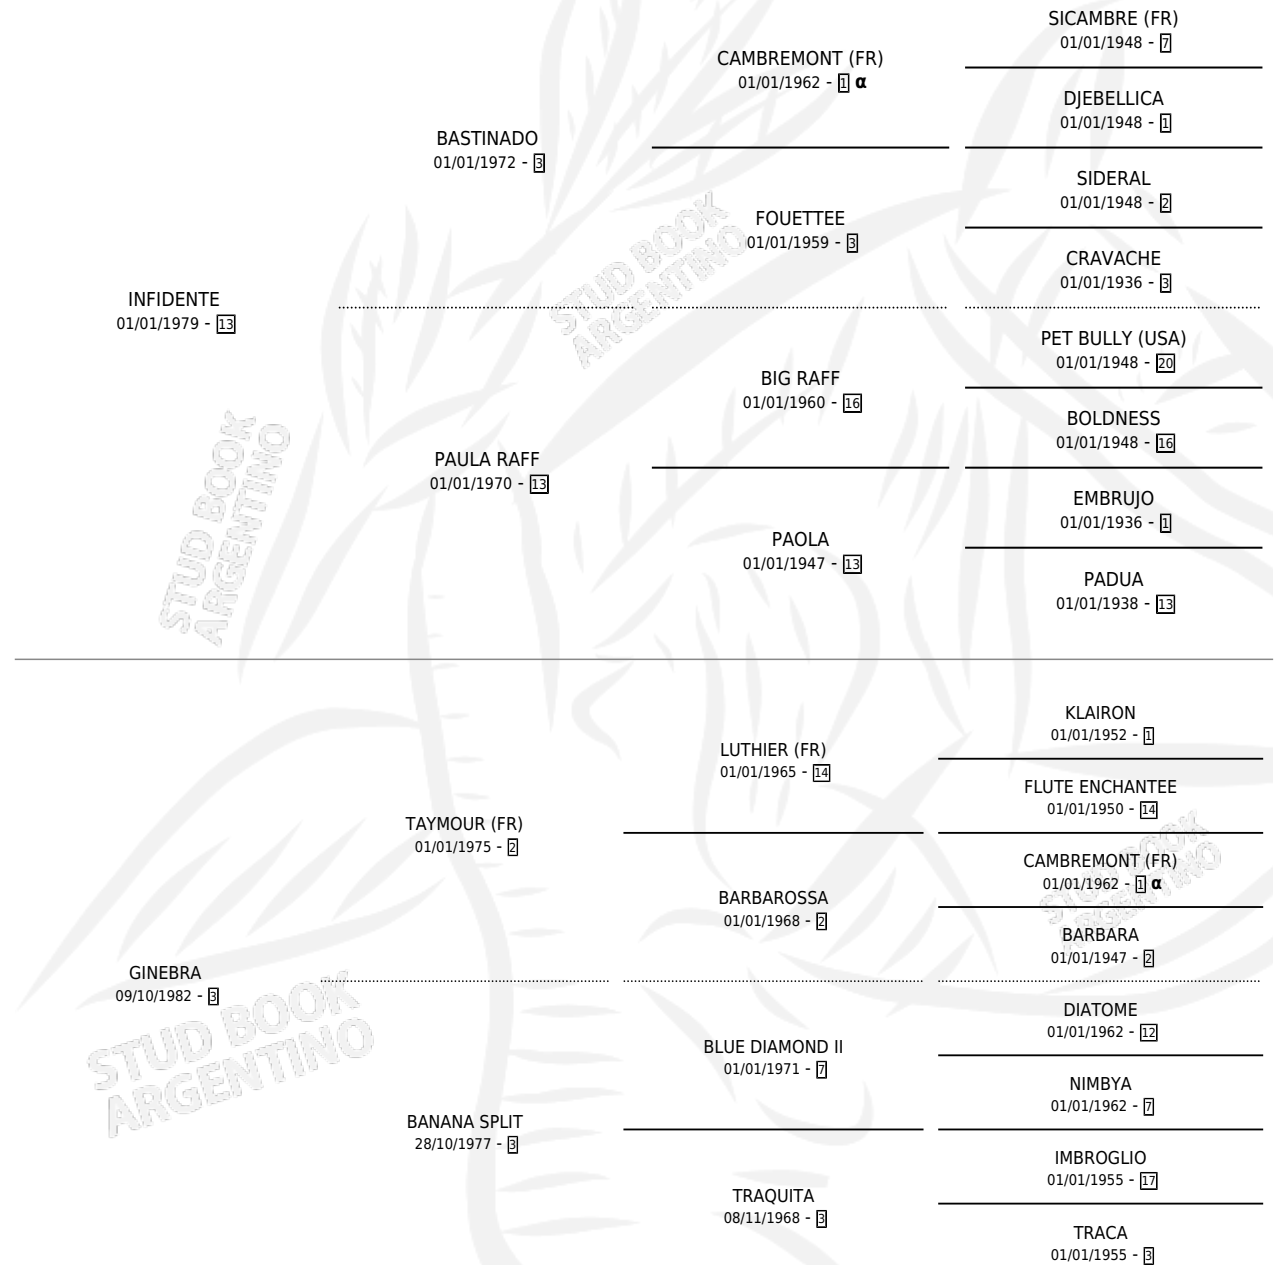 SICAMBRE (FR)
01/01/1948 - 7
CAMBREMONT (FR)
01/01/1962 - 1 α
DJEBELLICA
01/01/1948 - 1
BASTINADO
01/01/1972 - 3
SIDERAL
01/01/1948 - 2
FOUETTEE
01/01/1959 - 3
CRAVACHE
01/01/1936 - 3
INFIDENTE
01/01/1979 - 13
PET BULLY (USA)
01/01/1948 - 20
BIG RAFF
01/01/1960 - 16
BOLDNESS
01/01/1948 - 16
PAULA RAFF
01/01/1970 - 13
EMBRUJO
01/01/1936 - 1
PAOLA
01/01/1947 - 13
PADUA
01/01/1938 - 13
KLAIRON
01/01/1952 - 1
LUTHIER (FR)
01/01/1965 - 14
FLUTE ENCHANTEE
01/01/1950 - 14
TAYMOUR (FR)
01/01/1975 - 2
CAMBREMONT (FR)
01/01/1962 - 1 α
BARBAROSSA
01/01/1968 - 2
BARBARA
01/01/1947 - 2
GINEBRA
09/10/1982 - 3
DIATOME
01/01/1962 - 12
BLUE DIAMOND II
01/01/1971 - 7
NIMBYA
01/01/1962 - 7
BANANA SPLIT
28/10/1977 - 3
IMBROGLIO
01/01/1955 - 17
TRAQUITA
08/11/1968 - 3
TRACA
01/01/1955 - 3
STUD BOOK
ARGENTINO
STUD BOOK
ARGENTINO
STUD BOOK
ARGENTINO
STUD BOOK
ARGENTINO